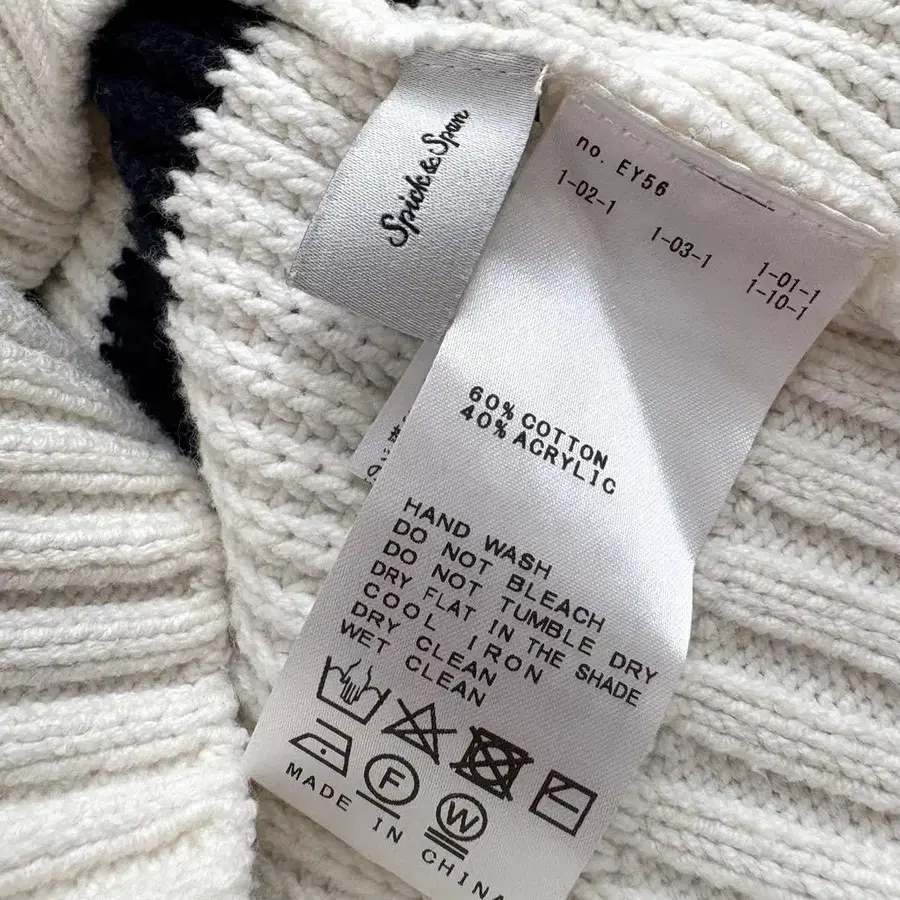 Spick & Span
no. EY56
1-02-1
1-03-1
1-01-1
1-10-1
60% COTTON
40% ACRYLIC
HAND WASH
DO NOT BLEACH
DO NOT TUMBLE DRY
DRY FLAT IN THE SHADE
COOL IRON
DRY CLEAN
WET CLEAN
F
W
MADE IN CHINA